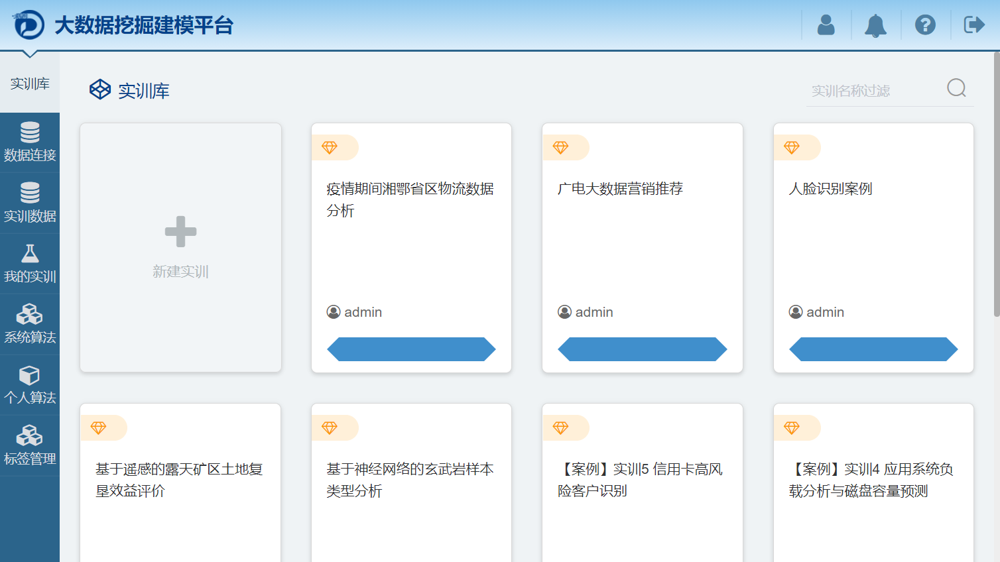 大数据挖掘建模平台
实训库
数据连接
实训数据
我的实训
系统算法
个人算法
标签管理
实训库
实训名称过滤
新建实训
疫情期间湘鄂省区物流数据
分析
admin
广电大数据营销推荐
admin
人脸识别案例
admin
基于遥感的露天矿区土地复
垦效益评价
基于神经网络的玄武岩样本
类型分析
【案例】实训5 信用卡高风
险客户识别
【案例】实训4 应用系统负
载分析与磁盘容量预测